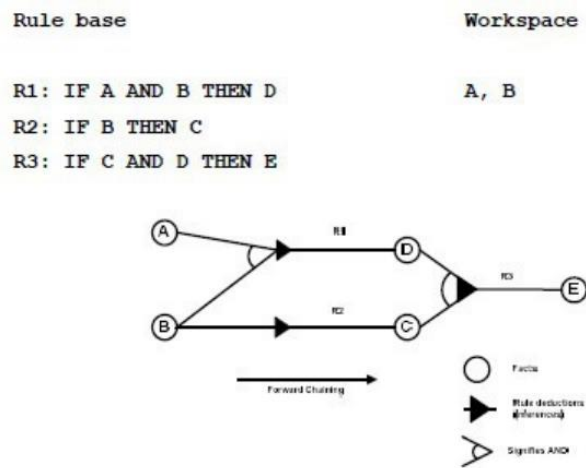 Rule base Workspace
R1: IF A AND B THEN D A, B
R2: IF B THEN C
R3: IF C AND D THEN E
A
D
R3
E
B
R2
C
Forward Chaining
Facts
Rule deductions
(inferences)
Signifies AND